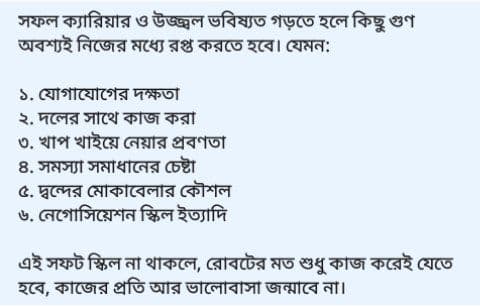 সফল ক্যারিয়ার ও উজ্জ্বল ভবিষ্যত গড়তে হলে কিছু গুণ
অবশ্যই নিজের মধ্যে রপ্ত করতে হবে। যেমন:
১. যোগাযোগের দক্ষতা
২. দলের সাথে কাজ করা
৩. খাপ খাইয়ে নেয়ার প্রবণতা
৪. সমস্যা সমাধানের চেষ্টা
৫. দ্বন্দের মোকাবেলার কৌশল
৬. নেগোসিয়েশন স্কিল ইত্যাদি
এই সফট স্কিল না থাকলে, রোবটের মত শুধু কাজ করেই যেতে
হবে, কাজের প্রতি আর ভালোবাসা জন্মাবে না।